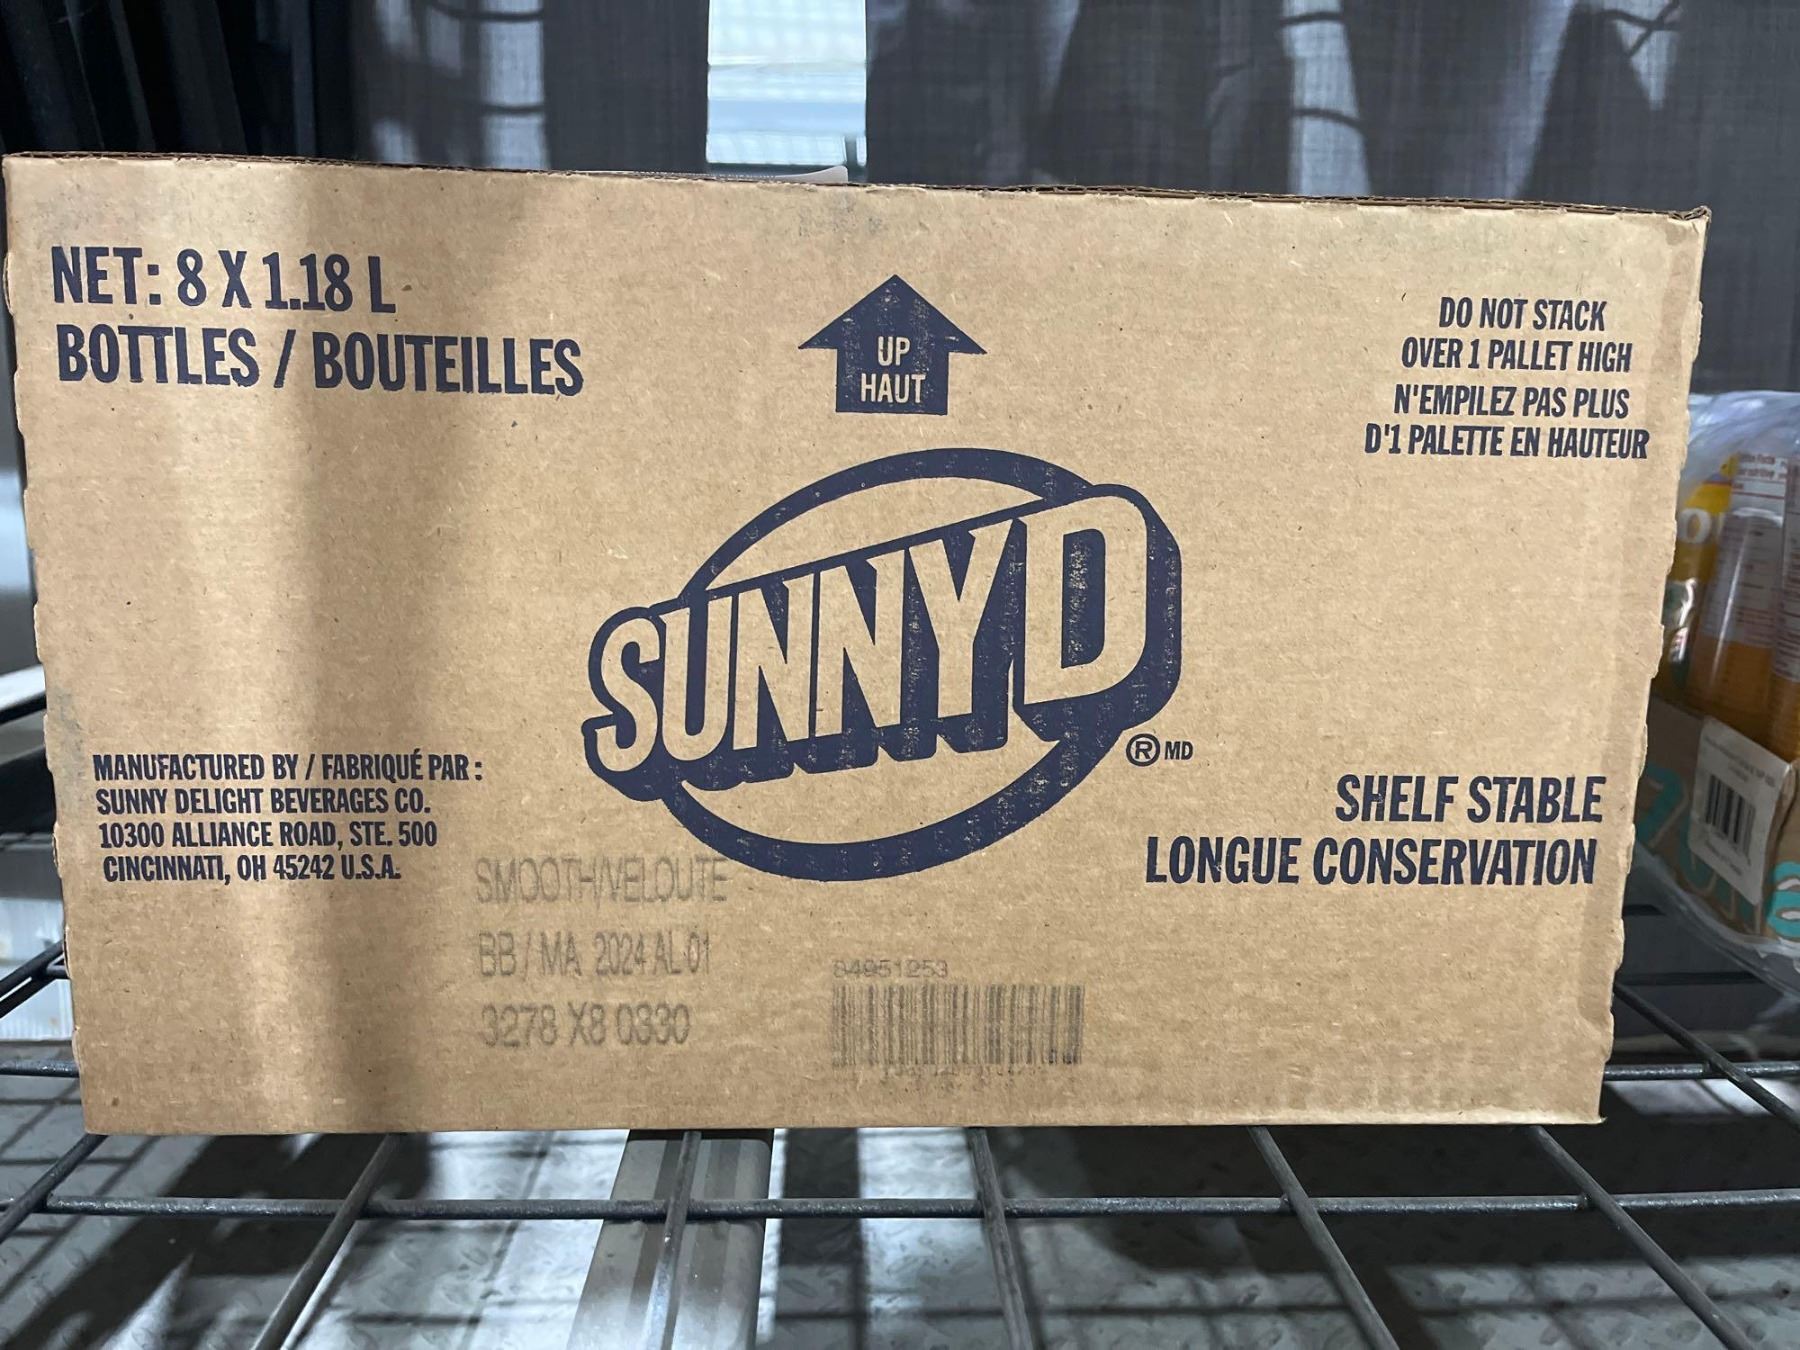 NET: 8 X 1.18 L
BOTTLES / BOUTEILLES
UP
HAUT
DO NOT STACK
OVER 1 PALLET HIGH
N'EMPILEZ PAS PLUS
D'1 PALETTE EN HAUTEUR
SUNNYD
® MD
MANUFACTURED BY / FABRIQUÉ PAR :
SUNNY DELIGHT BEVERAGES CO.
10300 ALLIANCE ROAD, STE. 500
CINCINNATI, OH 45242 U.S.A.
SHELF STABLE
LONGUE CONSERVATION
SMOOTH/VELOUTE
BB / MA 2024 AL 01
3278 X8 0330
84951253